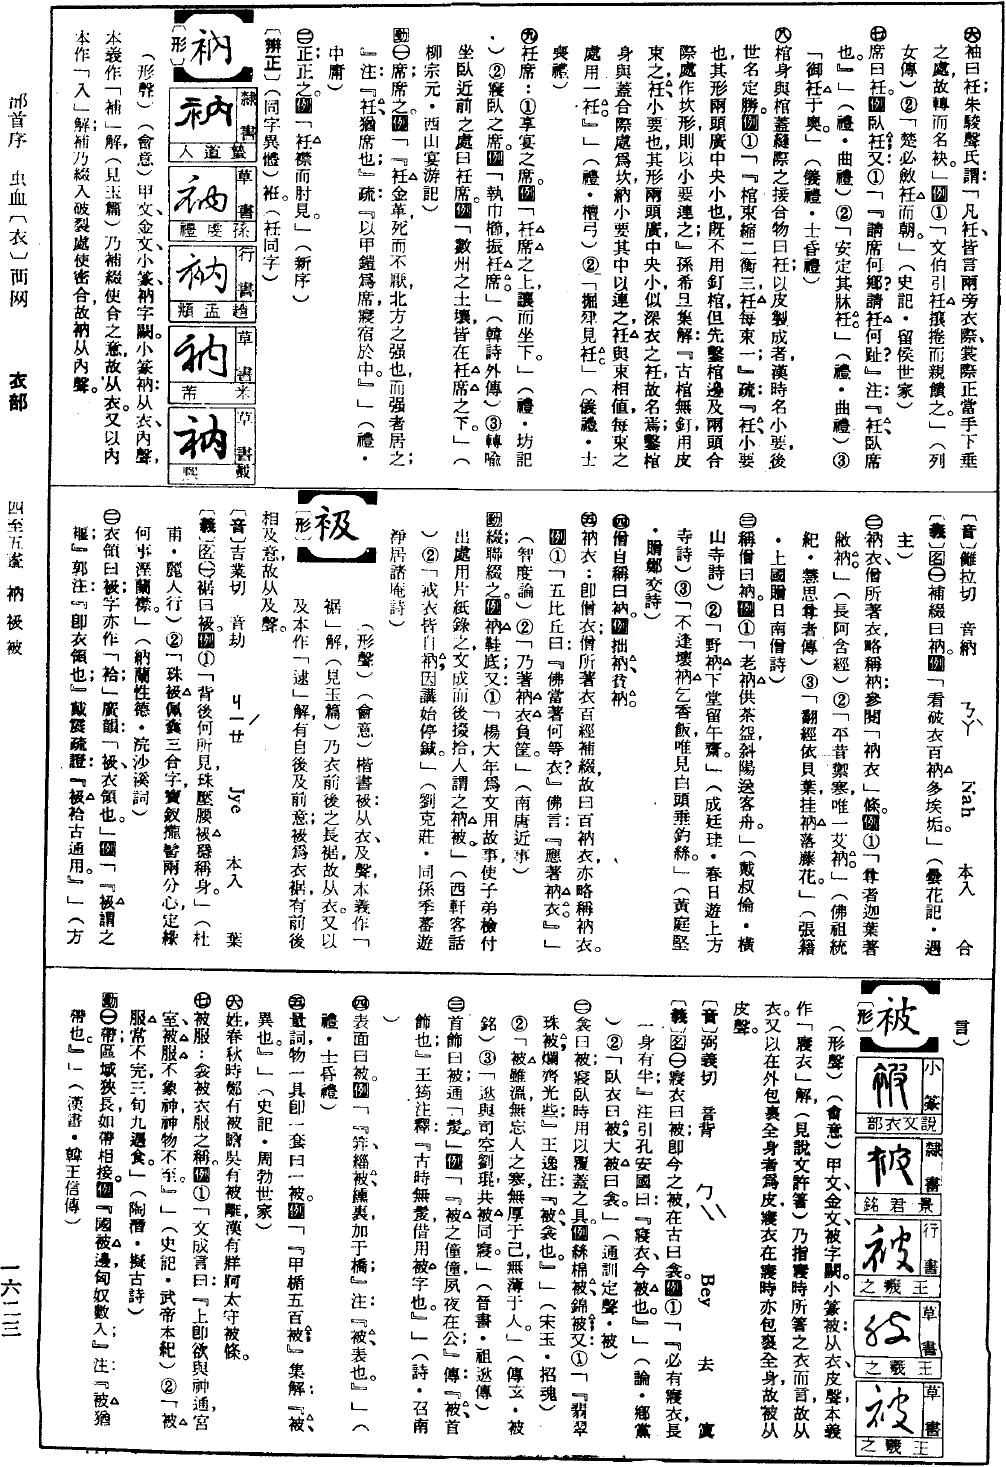 ㊅袖曰衽朱駿聲氏謂「凡衽皆言兩旁衣際裳際正當手下垂
之處故轉而名袂」例①「文伯引衽攘捲而親饋之」(列
女傳)②「楚必斂衽而朝」(史記・留侯世家)
㊆席曰衽例臥衽又:①「『請席何鄉請衽何趾』注:『衽臥席
也』」(禮・曲禮)②「安定其牀衽」(禮・曲禮)③
「御衽于奧」(儀禮・士昏禮)
㊇棺身與棺蓋縫際之接合物曰衽;以皮製成者漢時名小要後
世名定勝例①「『棺束縮二衡三衽每束一』疏:『衽小要
也其形兩頭廣中央小也既不用釘棺但先鑿棺邊及兩頭合
際處作坎形則以小要連之』孫希旦集解:『古棺無釘用皮
束之衽小要也其形兩頭廣中央小似深衣之衽故名焉鑿棺
身與蓋合際處爲坎納小要其中以連之衽與束相值每束之
處用一衽』」(禮・檀弓)②「掘肂見衽」(儀禮・士
喪禮)
㊈衽席:①享宴之席例「衽席之上讓而坐下」(禮・坊記
)②寢臥之席例「執巾櫛振衽席」(韓詩外傳)③轉喻
坐臥近前之處曰衽席例「數州之土壤皆在衽席之下」(
柳宗元・西山宴游記)
動㊀席;席之例「『衽金革死而不厭北方之强也而强者居之
』注:『衽猶席也』疏:『以甲鎧爲席寢宿於中』」(禮・
中庸)
㊁正;正之例「衽襟而肘見」(新序)
〔辨正〕(同字異體)袵(衽同字)
衲
隸書 人道蟄
草書 禮虔孫
行書 頫孟趙
草書 芾米
草書 熙戴
〔形〕
(形聲)(會意)甲文、金文、小篆衲字闕。小篆衲:从衣、內聲,
本義作「補」解(見玉篇)乃補綴使合之意故从衣。又以內
本作「入」解補乃綴入破裂處使密合,故衲从內聲。
邱首序 虫血〔衣〕襾网 衣部 四至五畫 衲衱被 一六二三
〔音〕難拉切 音納 ㄋㄚˋ Nah 本入 合
〔義〕名㊀補綴曰衲例「看破衣百衲多埃垢」(曇花記・遇
主)
㊁衲衣;僧所著衣,略稱衲;參閱「衲衣」條例①「尊者迦葉著
敝衲」(長阿含經)②「平昔禦寒唯一艾衲」(佛祖統
紀・慧思尊者傳)③「翻經依貝葉挂衲落藤花」(張籍
・上國贈日南僧詩)
㊂稱僧曰衲例①「老衲供茶盌斜陽送客舟」(戴叔倫・橫
山寺詩)②「野衲下堂留午齋」(成廷珪・春日遊上方
寺詩)③「不逢壞衲乞香飯唯見白頭垂釣絲」(黃庭堅
・贈鄭交詩)
㊃僧自稱曰衲例拙衲、貧衲
㊄衲衣:即僧衣,僧所著衣百經補綴故曰百衲衣,亦略稱衲衣。
例①「五比丘曰:『佛當著何等衣?』佛言『應著衲衣』」
(智度論)②「乃著衲衣負筐」(南唐近事)
動綴聯;綴之例衲鞋底又:①「楊大年爲文用故事使子弟檢付
出處用片紙錄之文成而後掇拾人謂之衲被」(西軒客話
)②「戒衣皆自衲因講始停鍼」(劉克莊・同孫季蕃遊
淨居諸庵詩)
衱
〔形〕
(形聲)(會意)楷書衱:从衣、及聲,本義作「
裾」解(見玉篇)乃衣前後之長裾故从衣。又以
及本作「逮」解有自後及前意;衱爲衣裾有前後
相及意,故从及聲。
〔音〕吉業切 音劫 ㄐㄧㄝˊ Jye 本入 葉
〔義〕名㊀裾曰衱例①「背後何所見珠壓腰衱穩稱身」(杜
甫・麗人行)②「珠衱佩囊三合字寶釵攏髻兩分心定緣
何事溼蘭襟」(納蘭性德・浣沙溪詞)
㊁衣領曰衱;字亦作「袷」;廣韻「衱衣領也」例「『衱謂之
褗』郭注:『即衣領也』戴震疏證『衱袷古通用』」(方
言)
被
小篆 部衣文說
隸書 銘君景
行書 之羲王
草書 之羲王
草書 之羲王
〔形〕
(形聲)(會意)甲文、金文被字闕。小篆被:从衣、皮聲,本義
作「寢衣」解(見說文許箸)乃指寢時所箸之衣而言,故从
衣。又以在外包裹全身者爲皮,寢衣在寢時亦包裹全身,故被从
皮聲。
〔音〕弼義切 音背 ㄅㄟˋ Bey 去 寘
〔義〕名㊀寢衣曰被;即今之被,在古曰衾例①「『必有寢衣長
一身有半』注引孔安國曰:『寢衣今被也』」(論・鄉黨
)②「臥衣曰被大被曰衾」(通訓定聲・被)
㊁衾曰被;寢臥時用以覆蓋之具例絲棉被、錦被又:①「『翡翠
珠被爛齊光些』王逸注:『被衾也』」(宋玉・招魂)
②「被雖溫無忘人之寒無厚于己無薄于人」(傅玄・被
銘)③「逖與司空劉琨共被同寢」(晉書・祖逖傳)
㊂首飾曰被;通「髲」例「『被之僮僮夙夜在公』傳:『被首
飾也』王筠注釋:『古時無髲借用被字也』」(詩・召南
)
㊃表面曰被例「『筓緇被纁裏加于橋』注:『被表也』」(
禮・士昏禮)
㊄量詞;物一具即一套曰一被例「『甲楯五百被』集解:『被
具也』」(史記・周勃世家)
㊅姓;春秋時鄭有被瞻,吳有被離,漢有牂牁太守被條。
㊆被服:衾被衣服之稱例①「文成言曰:『上即欲與神通宮
室被服不象神神物不至』」(史記・武帝本紀)②「被
服常不完三旬九遇食」(陶潛・擬古詩)
動㊀帶;區域狹長如帶相接例「『國被邊匈奴數入』注:『被猶
帶也』」(漢書・韓王信傳)